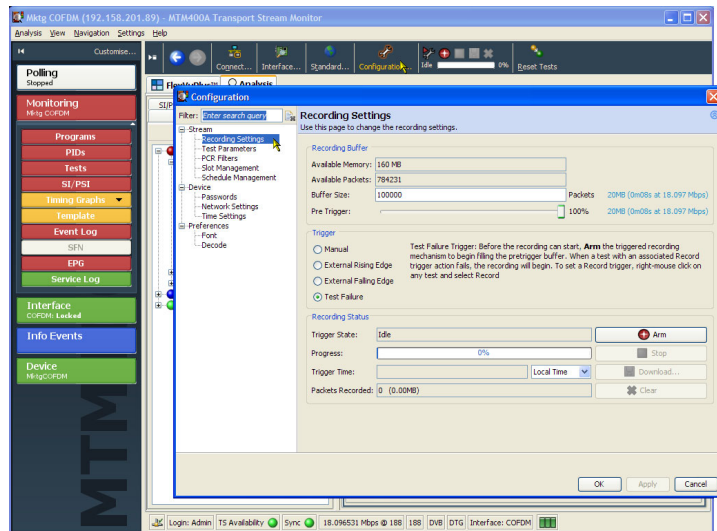 Mktg COFDM (192.158.201.89) - MTM400A Transport Stream Monitor
Analysis View Navigation Settings Help
Customise...
Polling
Stopped
Monitoring
Mktg COFDM
Programs
PIDs
Tests
SI/PSI
Timing Graphs
Template
Event Log
SFN
EPG
Service Log
Interface
COFDM: Locked
Info Events
Device
MktgCOFDM
MTM
Connect... Interface... Standard... Configuration... Idle 0% Reset Tests
Analysis
Configuration
Filter: Enter search query
Stream
Recording Settings
Test Parameters
PCR Filters
Slot Management
Schedule Management
Device
Passwords
Network Settings
Time Settings
Preferences
Font
Decode
Recording Settings
Use this page to change the recording settings.
Recording Buffer
Available Memory: 160 MB
Available Packets: 784231
Buffer Size: 100000 Packets 20MB (0m08s at 18.097 Mbps)
Pre Trigger: 100% 20MB (0m08s at 18.097 Mbps)
Trigger
Manual
External Rising Edge
External Falling Edge
Test Failure
Test Failure Trigger: Before the recording can start, Arm the triggered recording
mechanism to begin filling the pretrigger buffer. When a test with an associated Record
trigger action fails, the recording will begin. To set a Record trigger, right-mouse click on
any test and select Record
Recording Status
Trigger State: Idle Arm
Progress: 0% Stop
Trigger Time: Local Time Download...
Packets Recorded: 0 (0.00MB) Clear
OK Apply Cancel
Login: Admin TS Availability Sync 18.096531 Mbps @ 188 188 DVB DTG Interface: COFDM